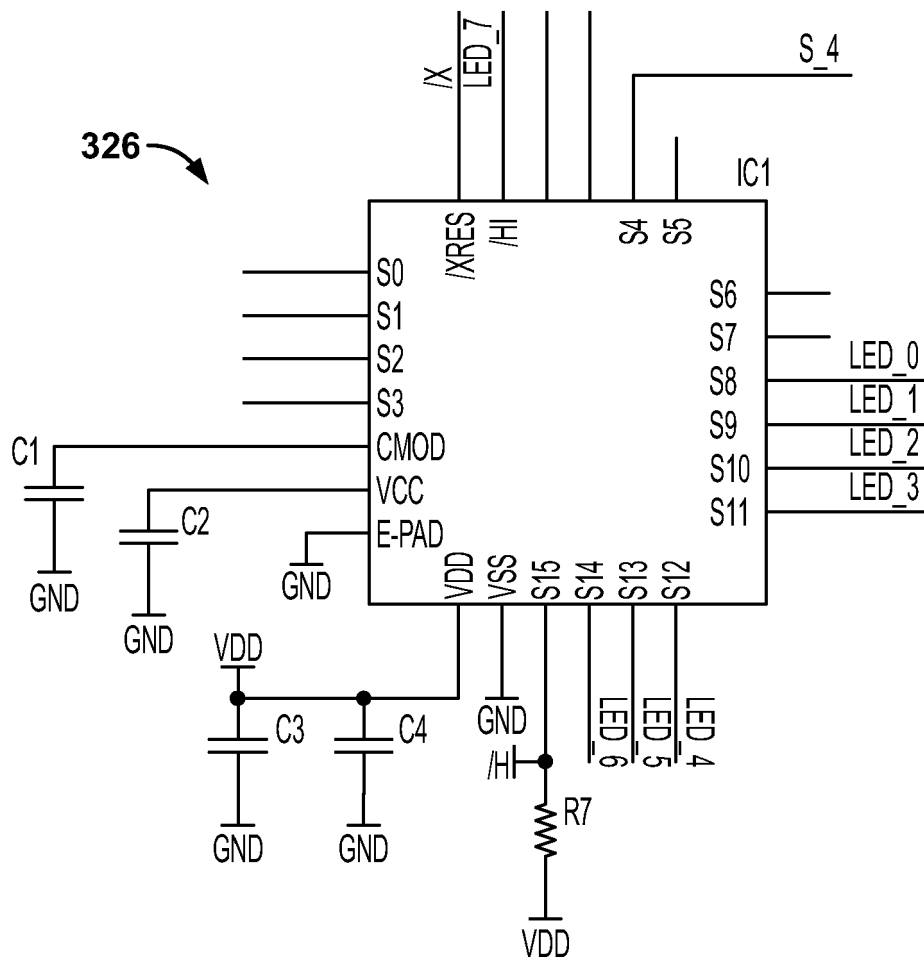 /X
LED_7
S_4
326
IC1
/XRES
/HI
S4
S5
S0
S1
S2
S3
CMOD
VCC
E-PAD
S6
S7
S8
S9
S10
S11
LED_0
LED_1
LED_2
LED_3
C1
GND
C2
GND
GND
VDD
VSS
S15
S14
S13
S12
VDD
C3
C4
GND
GND
GND
/H
LED_6
LED_5
LED_4
R7
VDD